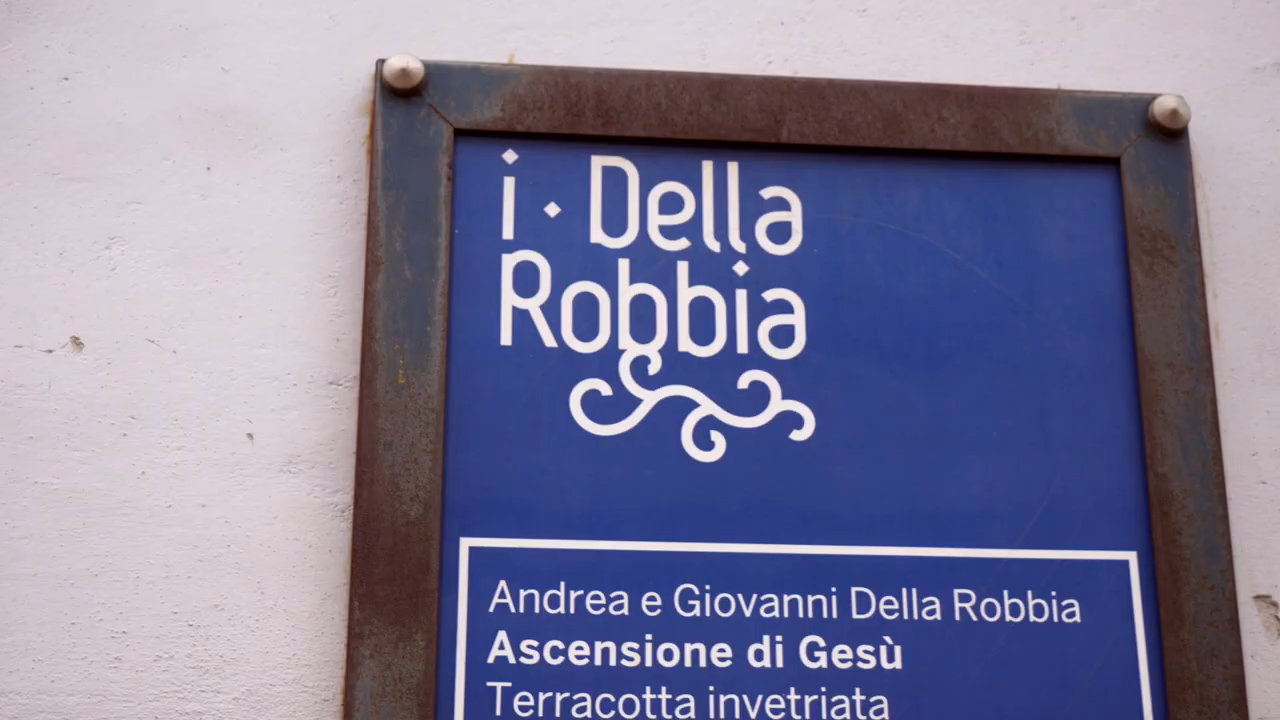 i · Della
Robbia
Andrea e Giovanni Della Robbia
Ascensione di Gesù
Terracotta invetriata